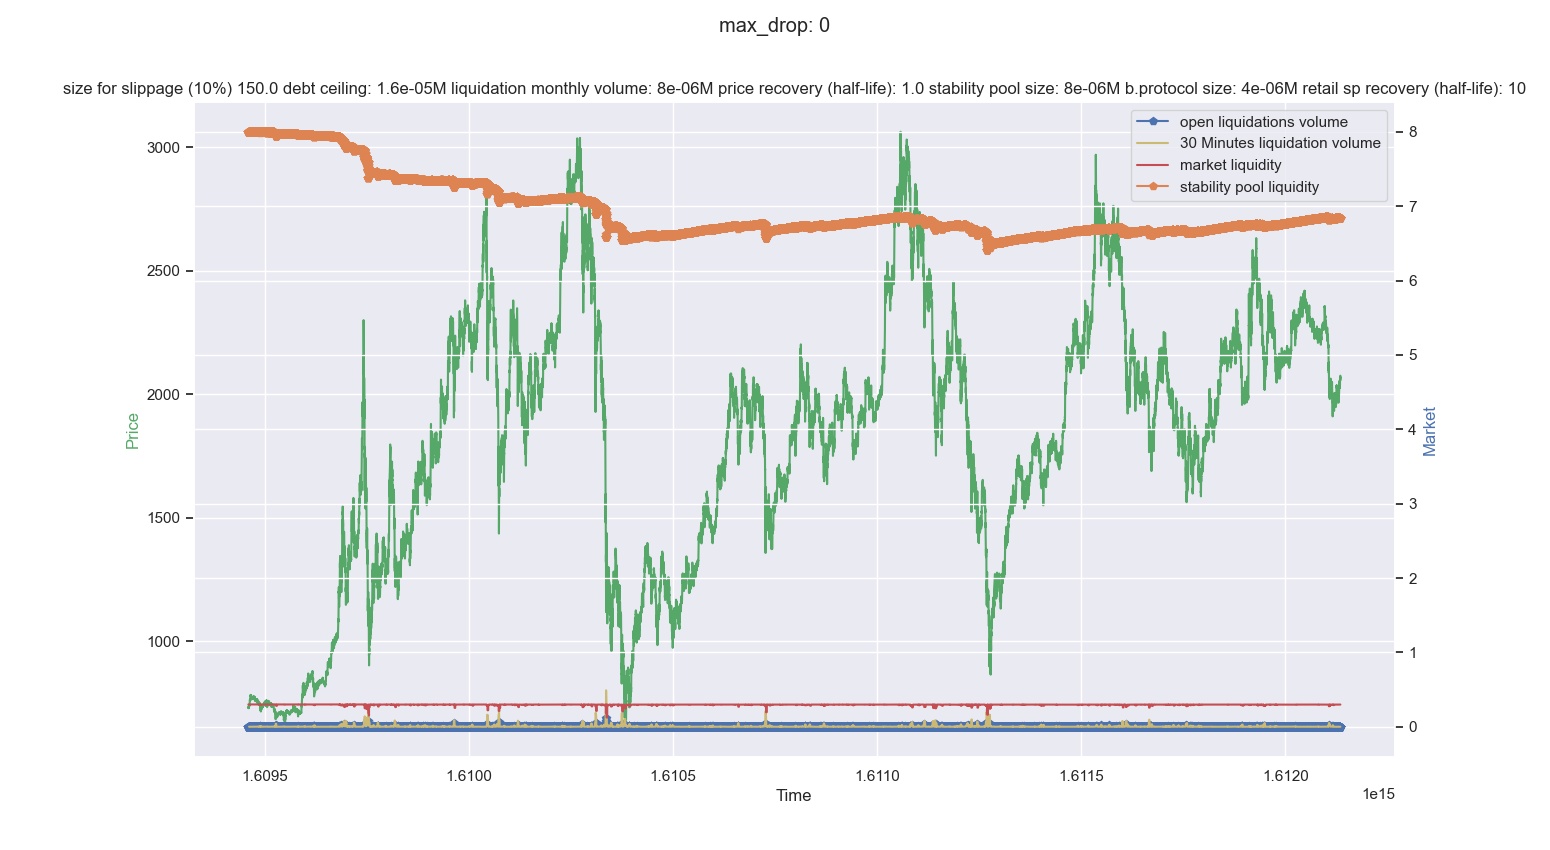 max_drop: 0
size for slippage (10%) 150.0 debt ceiling: 1.6e-05M liquidation monthly volume: 8e-06M price recovery (half-life): 1.0 stability pool size: 8e-06M b.protocol size: 4e-06M retail sp recovery (half-life): 10
open liquidations volume
30 Minutes liquidation volume
market liquidity
stability pool liquidity
3000
2500
2000
1500
1000
Price
8
7
6
5
4
3
2
1
0
Market
1.6095
1.6100
1.6105
1.6110
1.6115
1.6120
Time
1e15